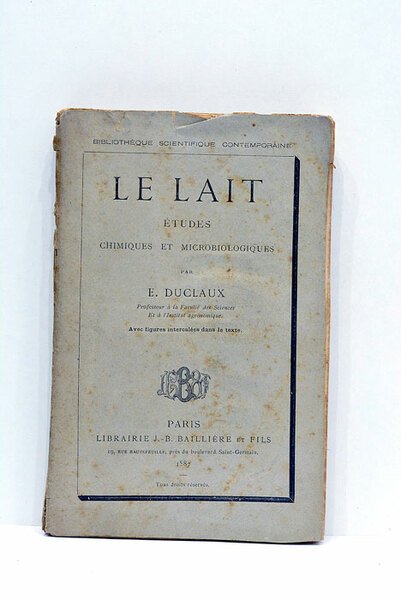 BIBLIOTHÈQUE SCIENTIFIQUE CONTEMPORAINE
LE LAIT
ÉTUDES
CHIMIQUES ET MICROBIOLOGIQUES
PAR
E. DUCLAUX
Professeur à la Faculté des Sciences
Et à l'Institut agronomique.
Avec figures intercalées dans le texte.
PARIS
LIBRAIRIE J.-B. BAILLIÈRE ET FILS
19, RUE HAUTEFEUILLE, près du boulevard Saint-Germain,
1887
Tous droits réservés.